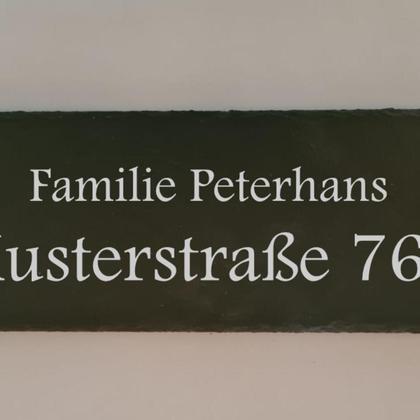 Familie Peterhans
usterstraße 76